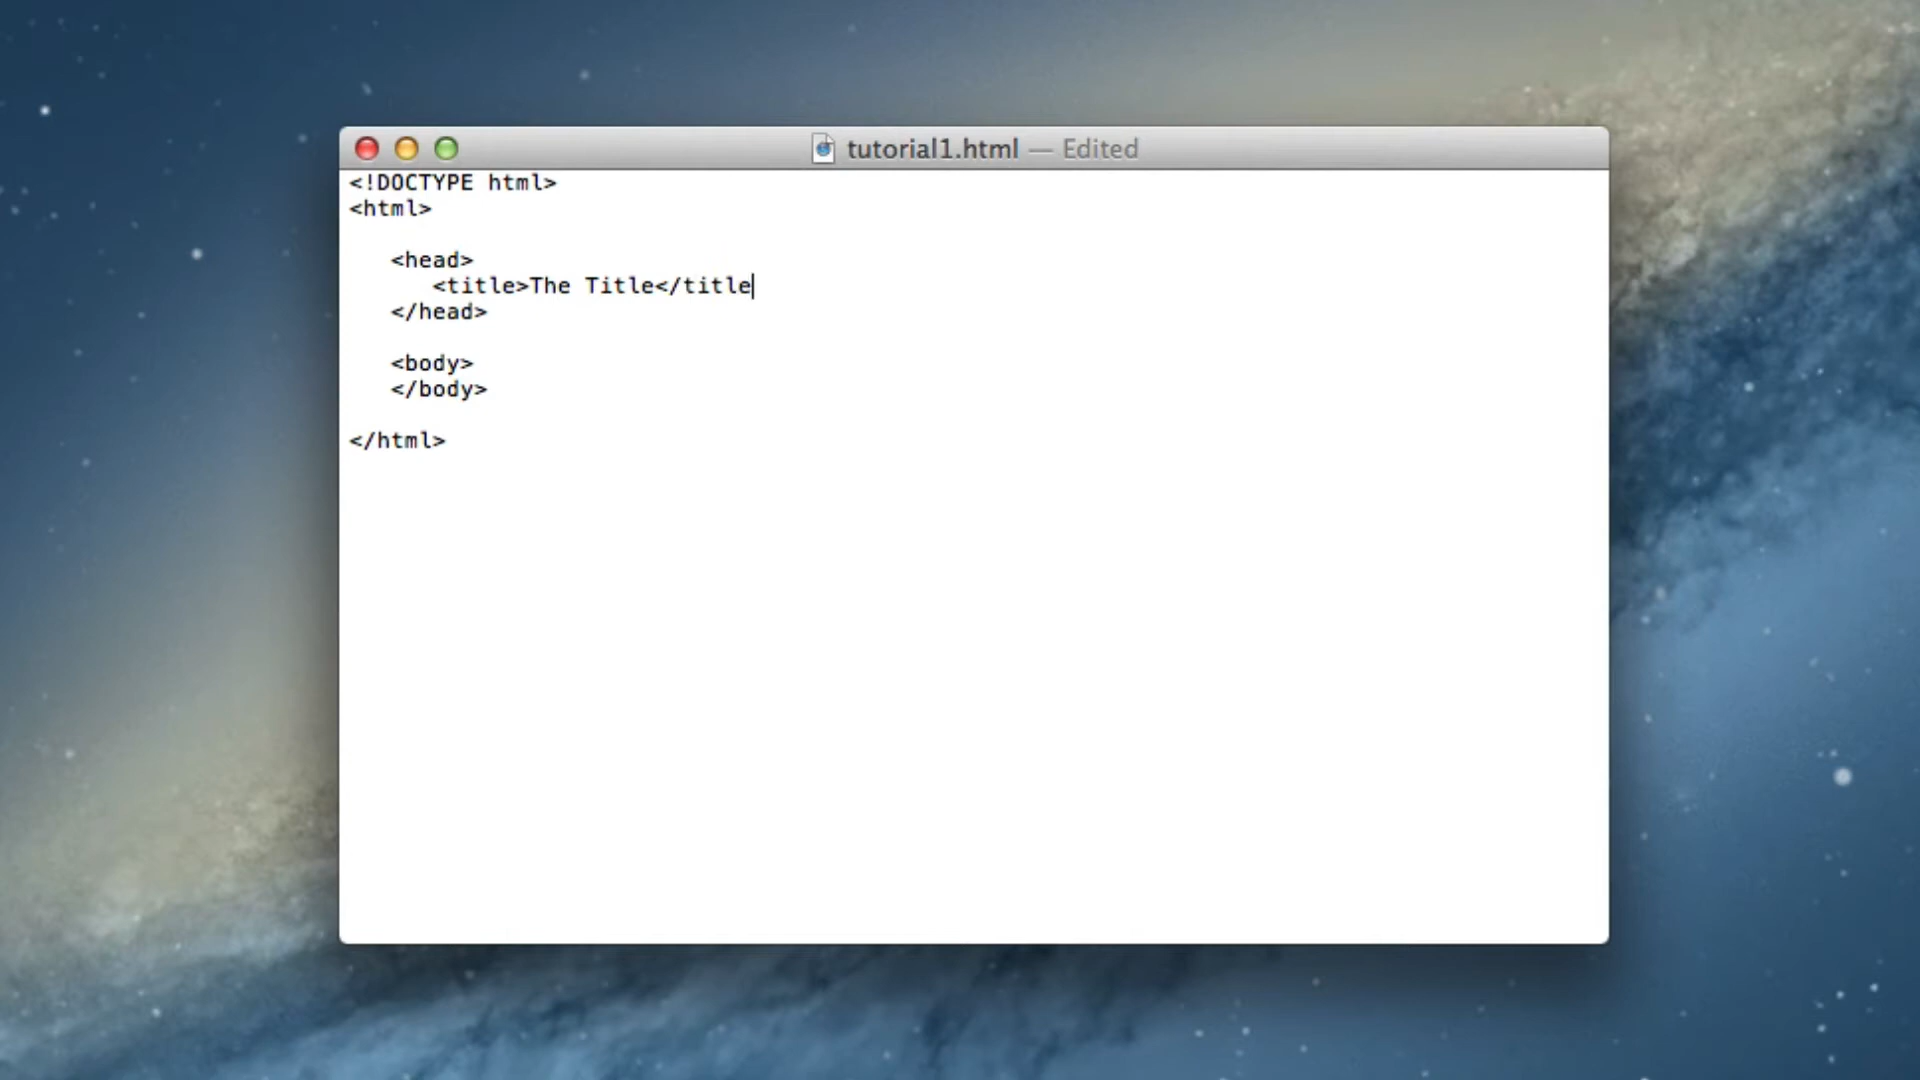 tutorial1.html — Edited
<!DOCTYPE html>
<html>
<head>
<title>The Title</title
</head>
<body>
</body>
</html>